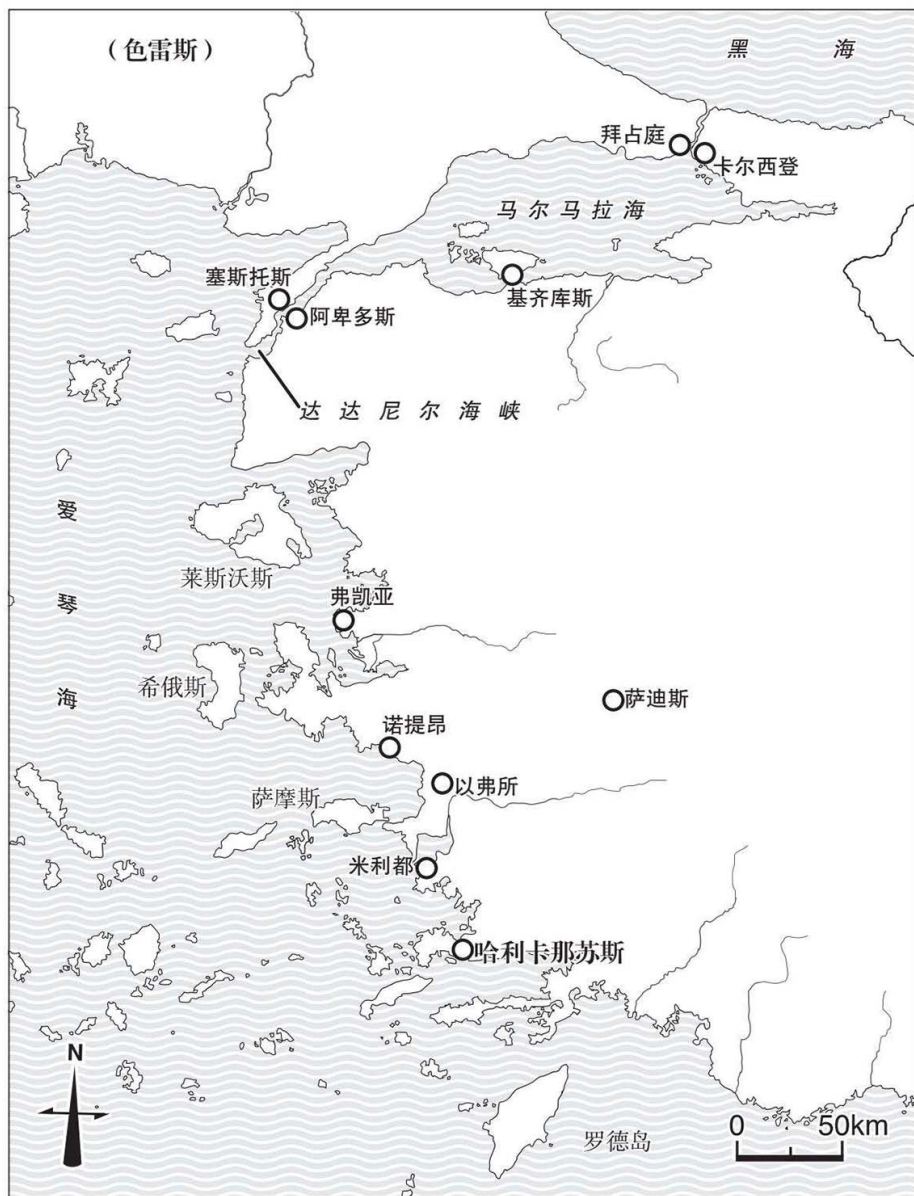 （色雷斯）
黑海
拜占庭
卡尔西登
马尔马拉海
塞斯托斯
基齐库斯
阿卑多斯
达达尼尔海峡
爱琴海
莱斯沃斯
弗凯亚
希俄斯
萨迪斯
诺提昂
以弗所
萨摩斯
米利都
哈利卡那苏斯
N
罗德岛
0 50km